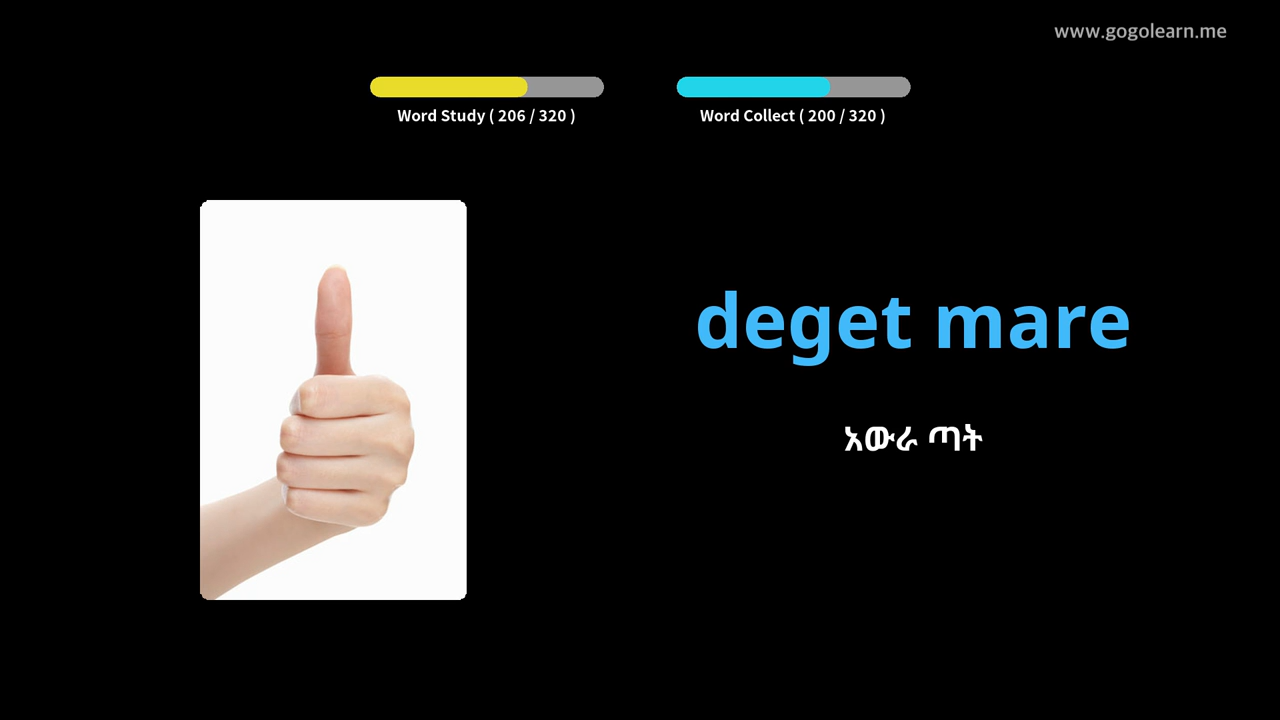 www.gogolearn.me
Word Study ( 206 / 320 )
Word Collect ( 200 / 320 )
deget mare
አውራ ጣት